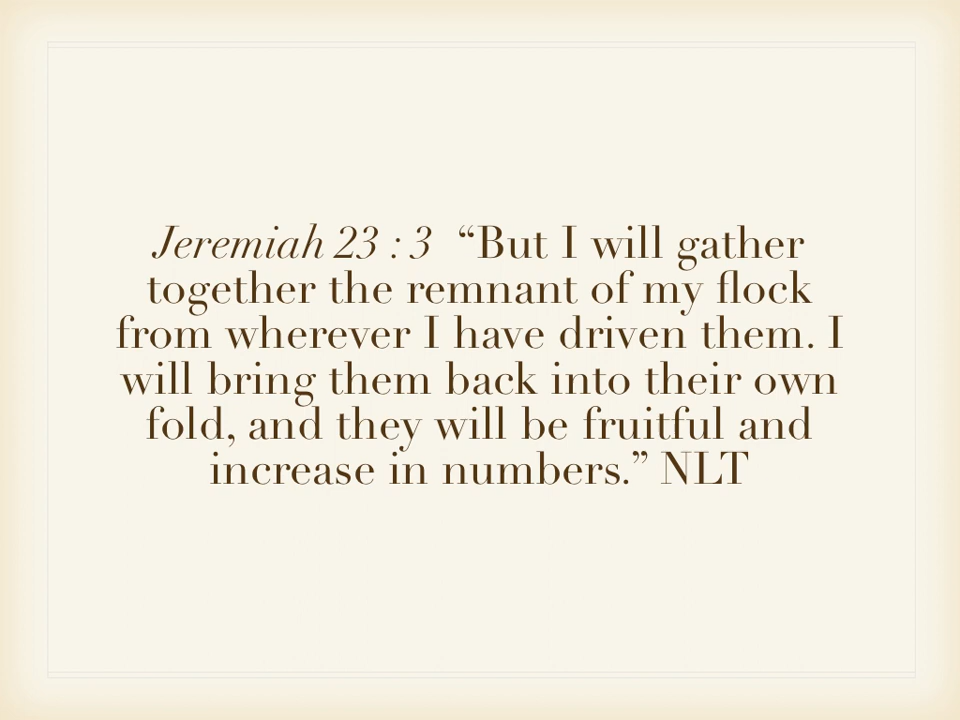 Jeremiah 23 : 3  “But I will gather
together the remnant of my flock
from wherever I have driven them. I
will bring them back into their own
fold, and they will be fruitful and
increase in numbers.” NLT